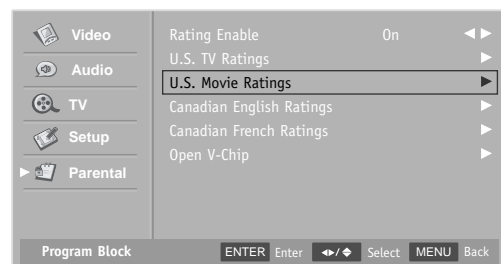 Video
Audio
TV
Setup
Parental
Rating Enable On
U.S. TV Ratings
U.S. Movie Ratings
Canadian English Ratings
Canadian French Ratings
Open V-Chip
Program Block ENTER Enter Select MENU Back